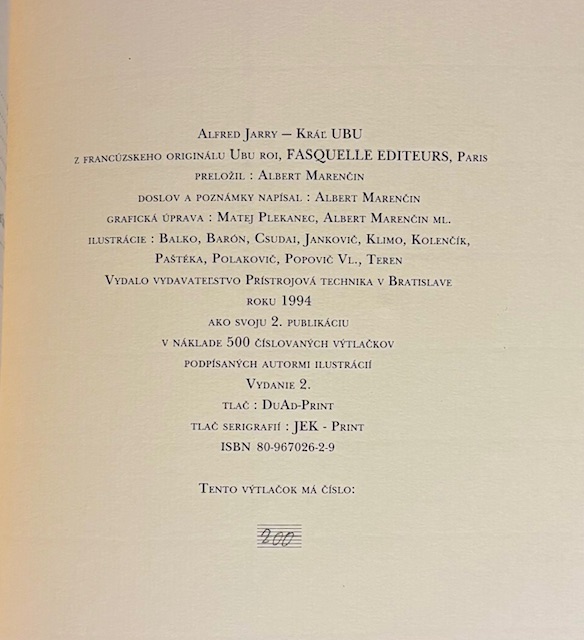 Alfred Jarry – Kráľ UBU
z francúzskeho originálu Ubu roi, FASQUELLE EDITEURS, Paris
preložil : Albert Marenčin
doslov a poznámky napísal : Albert Marenčin
grafická úprava : Matej Plekanec, Albert Marenčin ml.
ilustrácie : Balko, Barón, Csudai, Jankovič, Klimo, Kolenčík,
Paštéka, Polakovič, Popovič Vl., Teren
Vydalo vydavateľstvo Prístrojová technika v Bratislave
roku 1994
ako svoju 2. publikáciu
v náklade 500 číslovaných výtlačkov
podpísaných autormi ilustrácií
Vydanie 2.
tlač : DuAd-Print
tlač serigrafií : JEK - Print
ISBN 80-967026-2-9
Tento výtlačok má číslo:
200